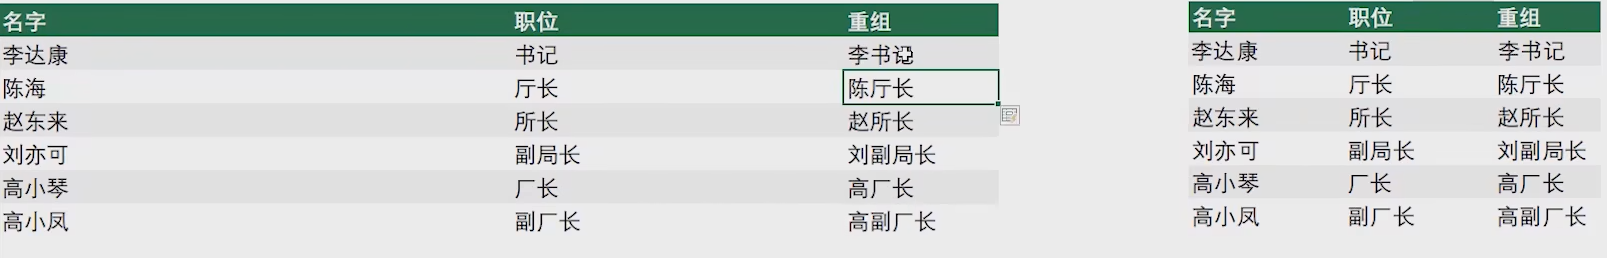 名字 职位 重组
李达康 书记 李书记
陈海 厅长 陈厅长
赵东来 所长 赵所长
刘亦可 副局长 刘副局长
高小琴 厂长 高厂长
高小凤 副厂长 高副厂长
名字 职位 重组
李达康 书记 李书记
陈海 厅长 陈厅长
赵东来 所长 赵所长
刘亦可 副局长 刘副局长
高小琴 厂长 高厂长
高小凤 副厂长 高副厂长